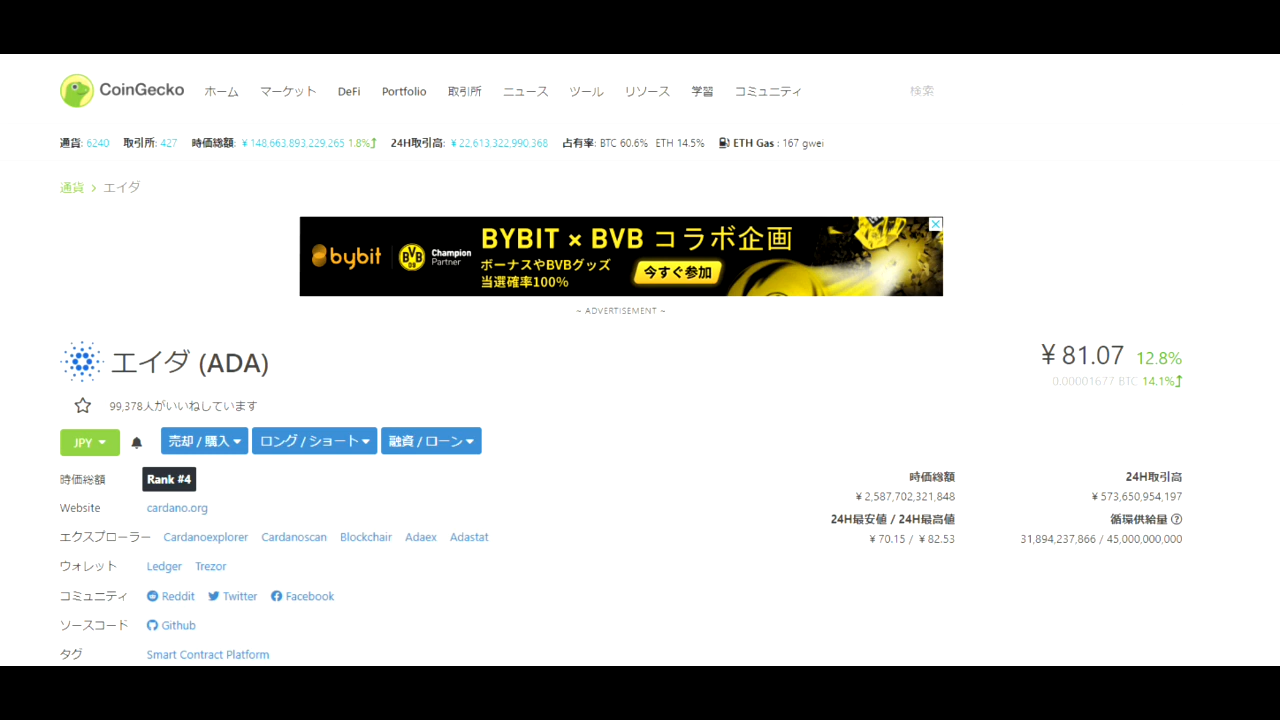 CoinGecko ホーム マーケット DeFi Portfolio 取引所 ニュース ツール リソース 学習 コミュニティ 検索
通貨: 6240 取引所: 427 時価総額: ¥148,663,893,229,265 1.8% 24H取引高: ¥22,613,322,990,368 占有率: BTC 60.6% ETH 14.5% ETH Gas : 167 gwei
通貨 > エイダ
bybit BVB 09 Champion Partner BYBIT × BVB コラボ企画
ボーナスやBVBグッズ
当選確率100%
今すぐ参加
~ ADVERTISEMENT ~
エイダ (ADA)
¥81.07 12.8%
0.00001677 BTC 14.1%
99,378人がいいねしています
JPY 売却 / 購入 ロング / ショート 融資 / ローン
時価総額 Rank #4
Website cardano.org
エクスプローラー Cardanoexplorer Cardanoscan Blockchair Adaex Adastat
ウォレット Ledger Trezor
コミュニティ Reddit Twitter Facebook
ソースコード Github
タグ Smart Contract Platform
時価総額
¥2,587,702,321,848
24H最安値 / 24H最高値
¥70.15 / ¥82.53
24H取引高
¥573,650,954,197
循環供給量
31,894,237,866 / 45,000,000,000